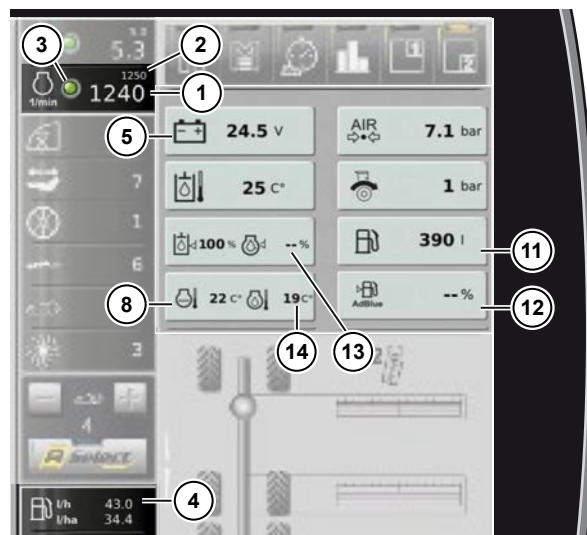 3
2
5.3
1250
1240
1/min
1
5
24.5 V
AIR
7.1 bar
7
25 C°
1 bar
1
100 %
-- %
390 l
11
6
8
22 C°
19 C°
AdBlue
-- %
12
14
13
3
2
4
R Select
4
l/h 43.0
l/ha 34.4